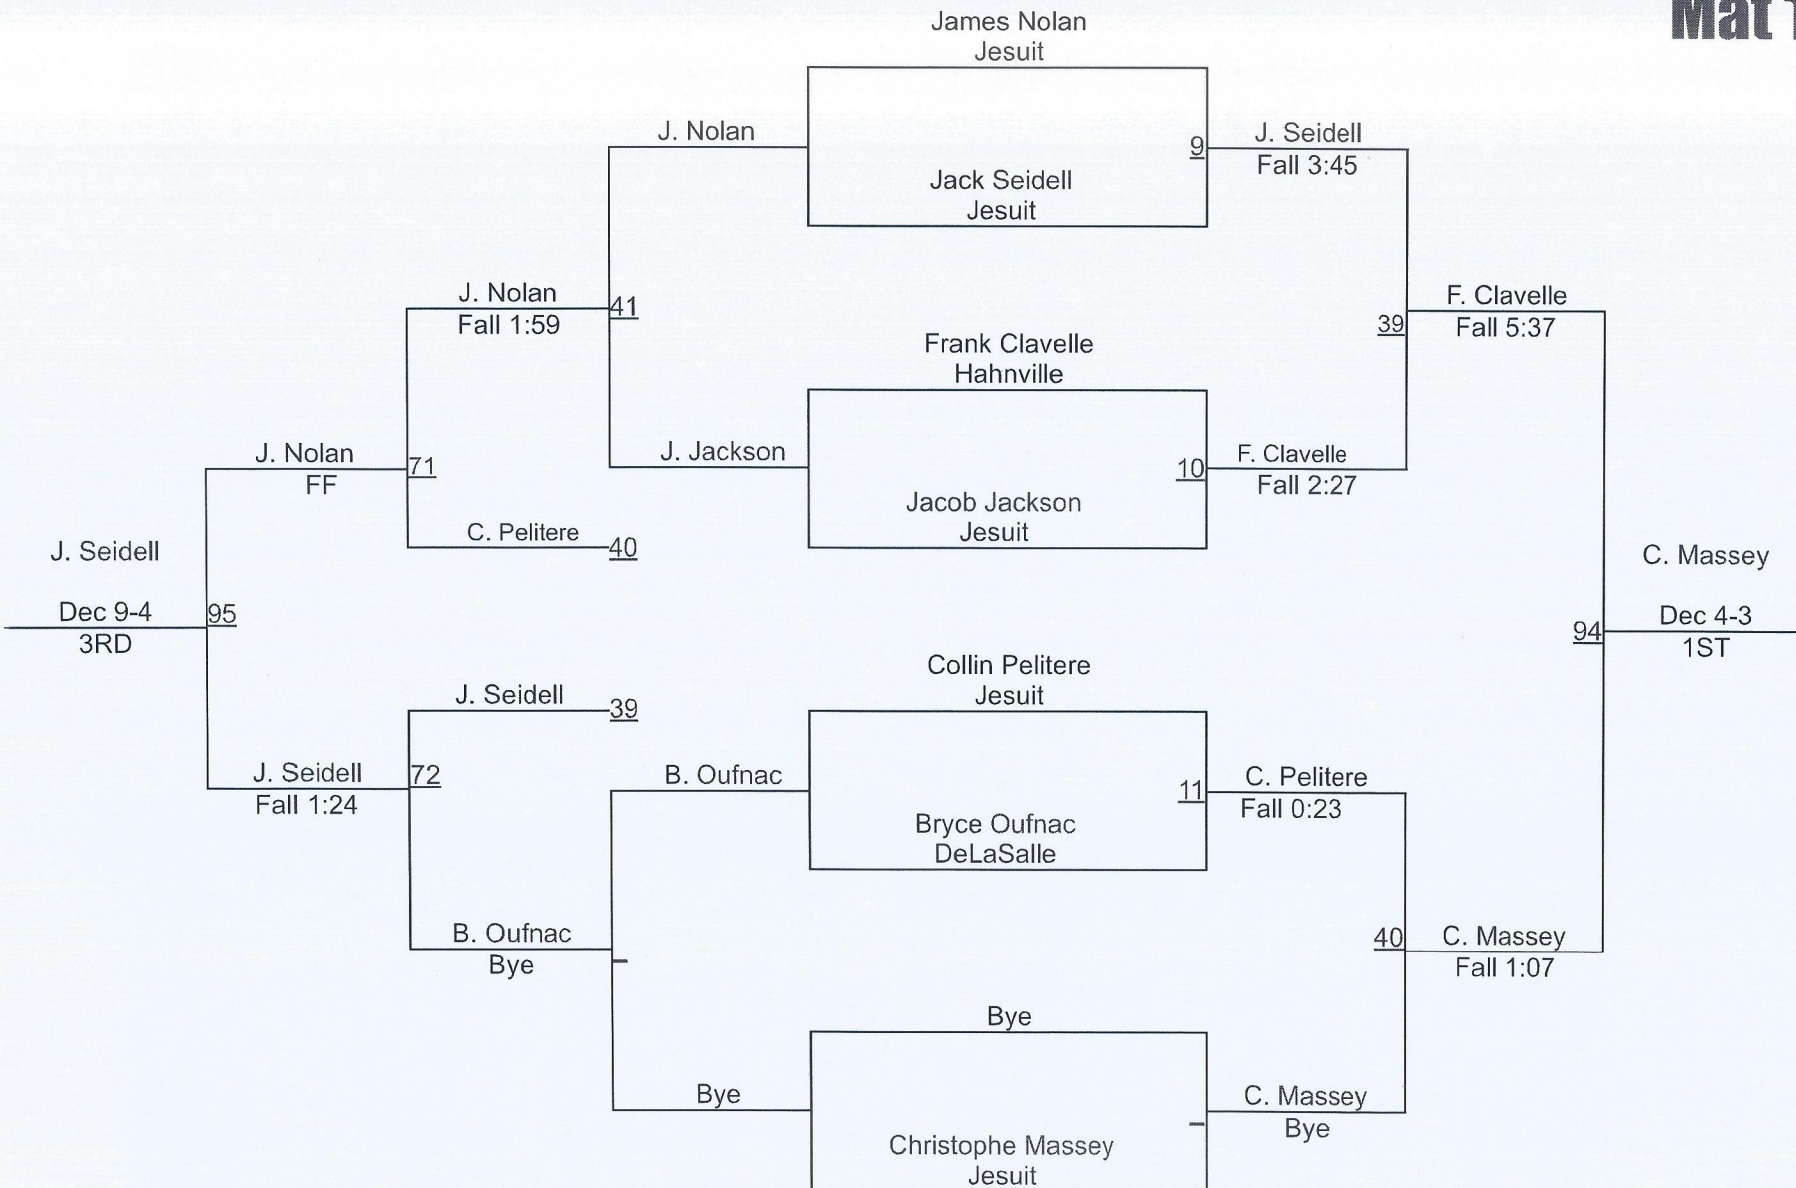 Mat
James Nolan
Jesuit
J. Nolan
9
J. Seidell
Fall 3:45
Jack Seidell
Jesuit
J. Nolan
Fall 1:59
41
F. Clavelle
Fall 5:37
39
Frank Clavelle
Hahnville
J. Nolan
FF
71
J. Jackson
10
F. Clavelle
Fall 2:27
Jacob Jackson
Jesuit
C. Pelitere
40
J. Seidell
Dec 9-4
3RD
95
C. Massey
Dec 4-3
1ST
94
Collin Pelitere
Jesuit
J. Seidell
39
J. Seidell
Fall 1:24
72
B. Oufnac
11
C. Pelitere
Fall 0:23
Bryce Oufnac
DeLaSalle
B. Oufnac
Bye
40
C. Massey
Fall 1:07
Bye
Bye
C. Massey
Bye
Christophe Massey
Jesuit